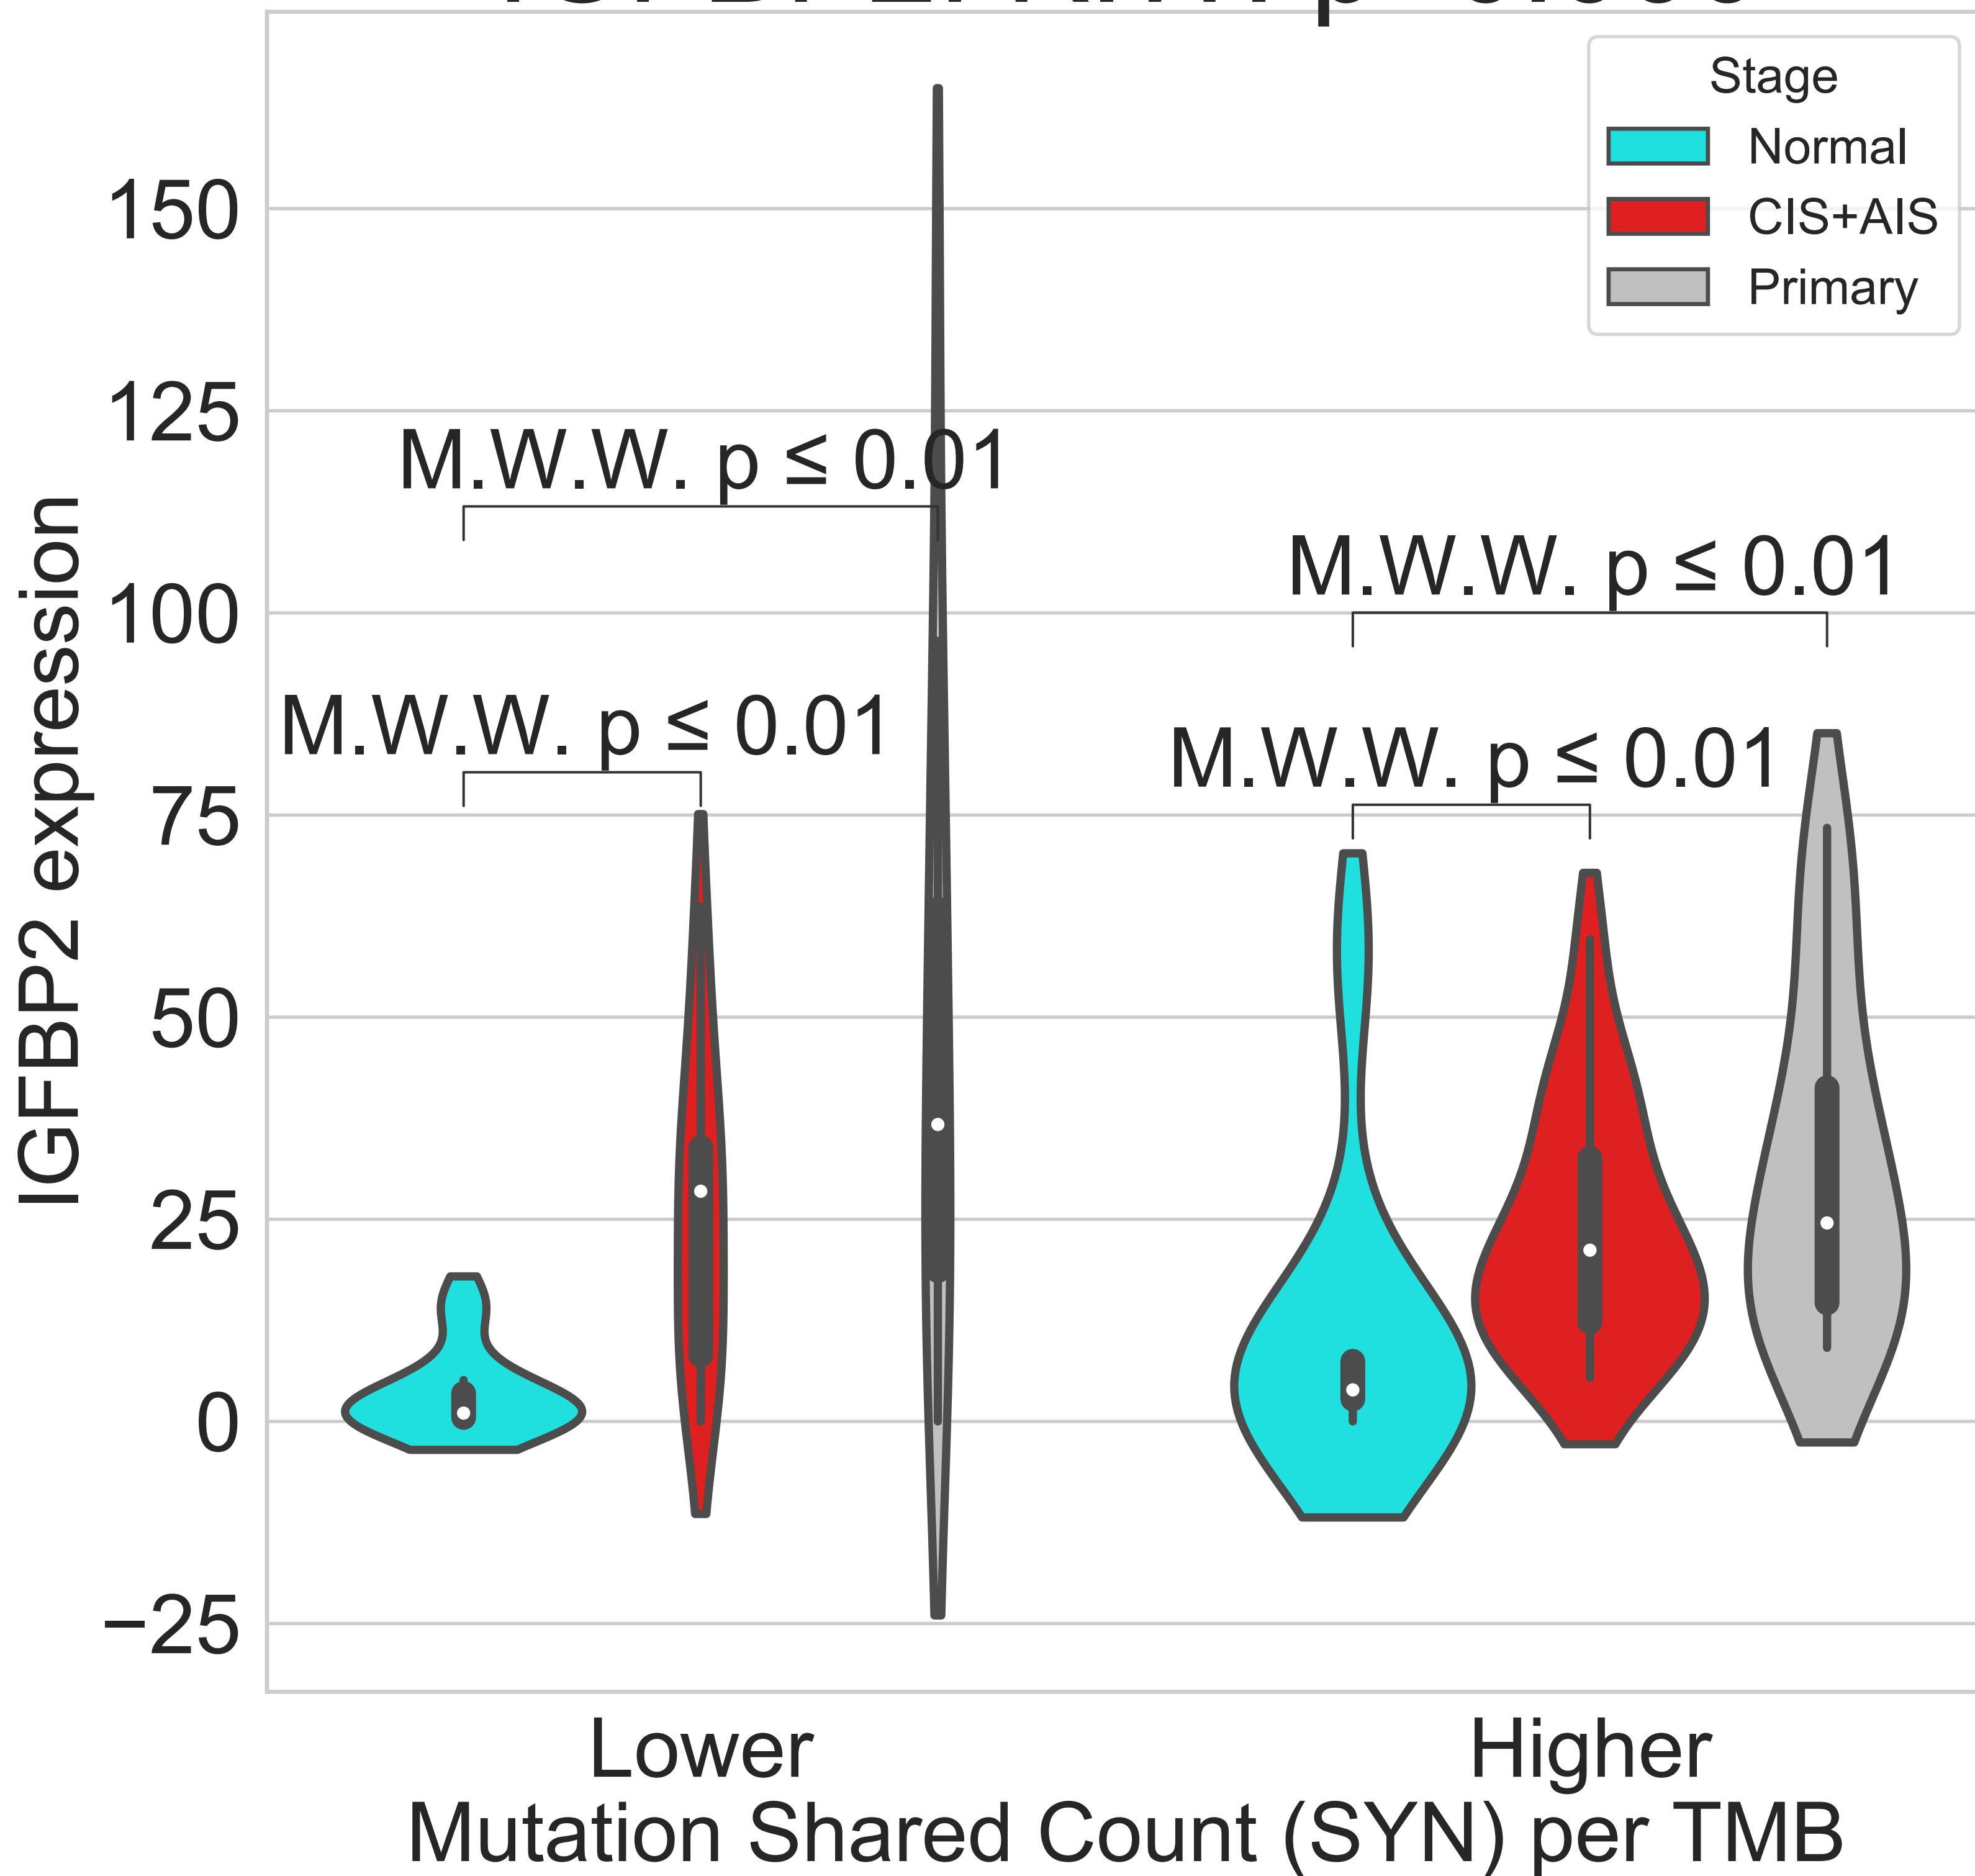 Stage
Normal
CIS+AIS
Primary
150
125
100
75
50
25
0
−25
IGFBP2 expression
M.W.W. p ≤ 0.01
M.W.W. p ≤ 0.01
M.W.W. p ≤ 0.01
M.W.W. p ≤ 0.01
Lower
Higher
Mutation Shared Count (SYN) per TMB